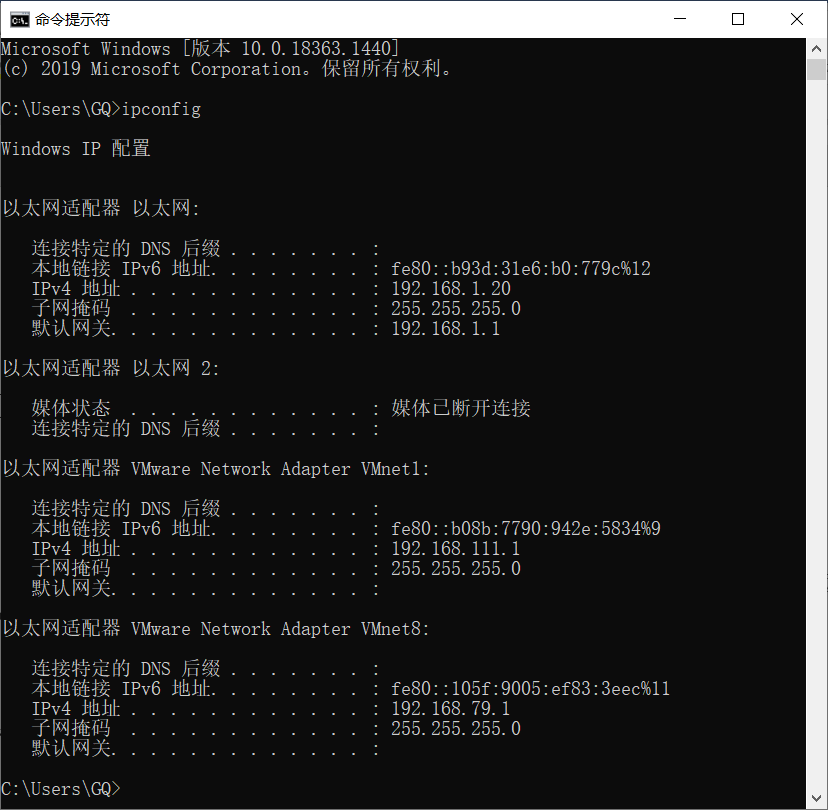 命令提示符
Microsoft Windows [版本 10.0.18363.1440]
(c) 2019 Microsoft Corporation。保留所有权利。
C:\Users\GQ>ipconfig
Windows IP 配置
以太网适配器 以太网:
连接特定的 DNS 后缀 . . . . . . . :
本地链接 IPv6 地址. . . . . . . . : fe80::b93d:31e6:b0:779c%12
IPv4 地址 . . . . . . . . . . . . : 192.168.1.20
子网掩码  . . . . . . . . . . . . : 255.255.255.0
默认网关. . . . . . . . . . . . . : 192.168.1.1
以太网适配器 以太网 2:
媒体状态  . . . . . . . . . . . . : 媒体已断开连接
连接特定的 DNS 后缀 . . . . . . . :
以太网适配器 VMware Network Adapter VMnet1:
连接特定的 DNS 后缀 . . . . . . . :
本地链接 IPv6 地址. . . . . . . . : fe80::b08b:7790:942e:5834%9
IPv4 地址 . . . . . . . . . . . . : 192.168.111.1
子网掩码  . . . . . . . . . . . . : 255.255.255.0
默认网关. . . . . . . . . . . . . :
以太网适配器 VMware Network Adapter VMnet8:
连接特定的 DNS 后缀 . . . . . . . :
本地链接 IPv6 地址. . . . . . . . : fe80::105f:9005:ef83:3eec%11
IPv4 地址 . . . . . . . . . . . . : 192.168.79.1
子网掩码  . . . . . . . . . . . . : 255.255.255.0
默认网关. . . . . . . . . . . . . :
C:\Users\GQ>